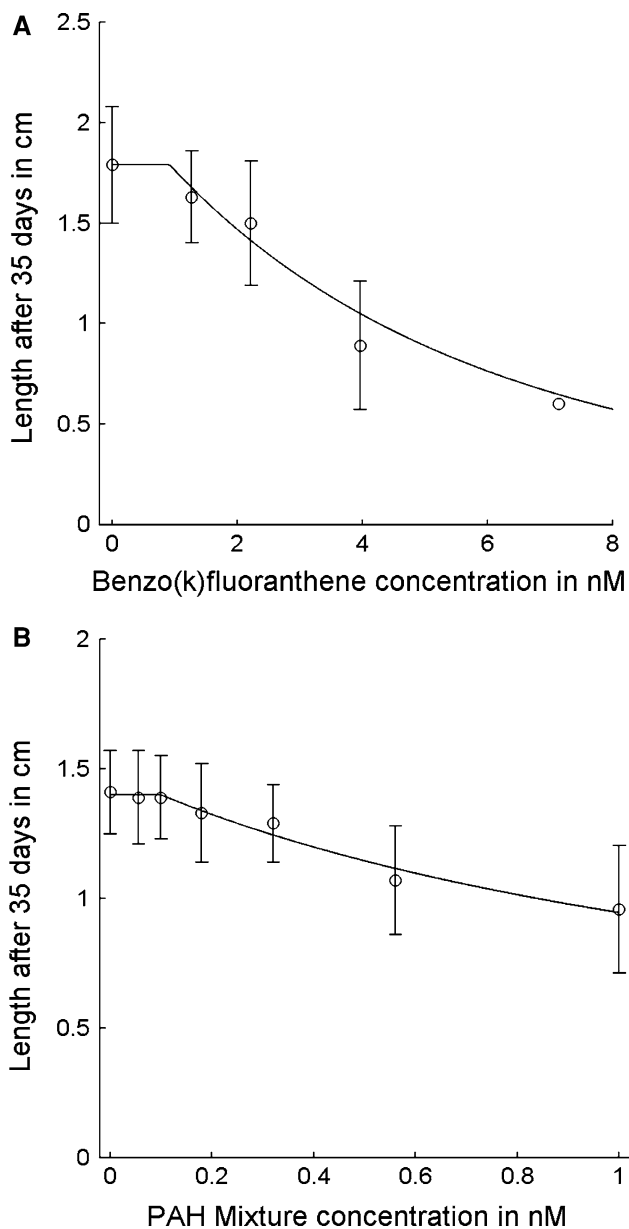 A
2.5
2
1.5
1
0.5
0
0 2 4 6 8
Length after 35 days in cm
Benzo(k)fluoranthene concentration in nM
B
2
1.5
1
0.5
0
0 0.2 0.4 0.6 0.8 1
Length after 35 days in cm
PAH Mixture concentration in nM